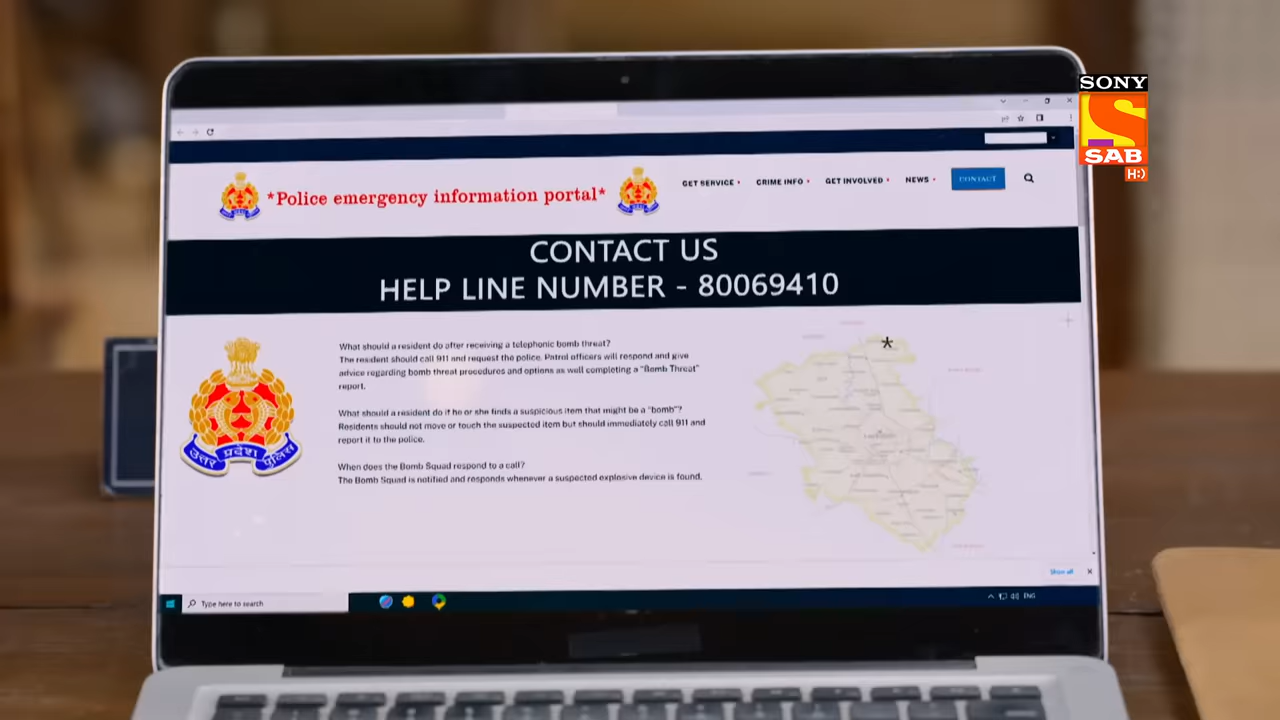 SONY
SAB
HD
*Police emergency information portal*
GET SERVICE
CRIME INFO
GET INVOLVED
NEWS
CONTACT
CONTACT US
HELP LINE NUMBER - 80069410
What should a resident do after receiving a telephonic bomb threat?
The resident should call 911 and request the police. Patrol officers will respond and give
advice regarding bomb threat procedures and options as well completing a "Bomb Threat"
report.
What should a resident do if he or she finds a suspicious item that might be a "bomb"?
Residents should not move or touch the suspected item but should immediately call 911 and
report it to the police.
When does the Bomb Squad respond to a call?
The Bomb Squad is notified and responds whenever a suspected explosive device is found.
उत्तर प्रदेश पुलिस
*
Show all
Type here to search
ENG